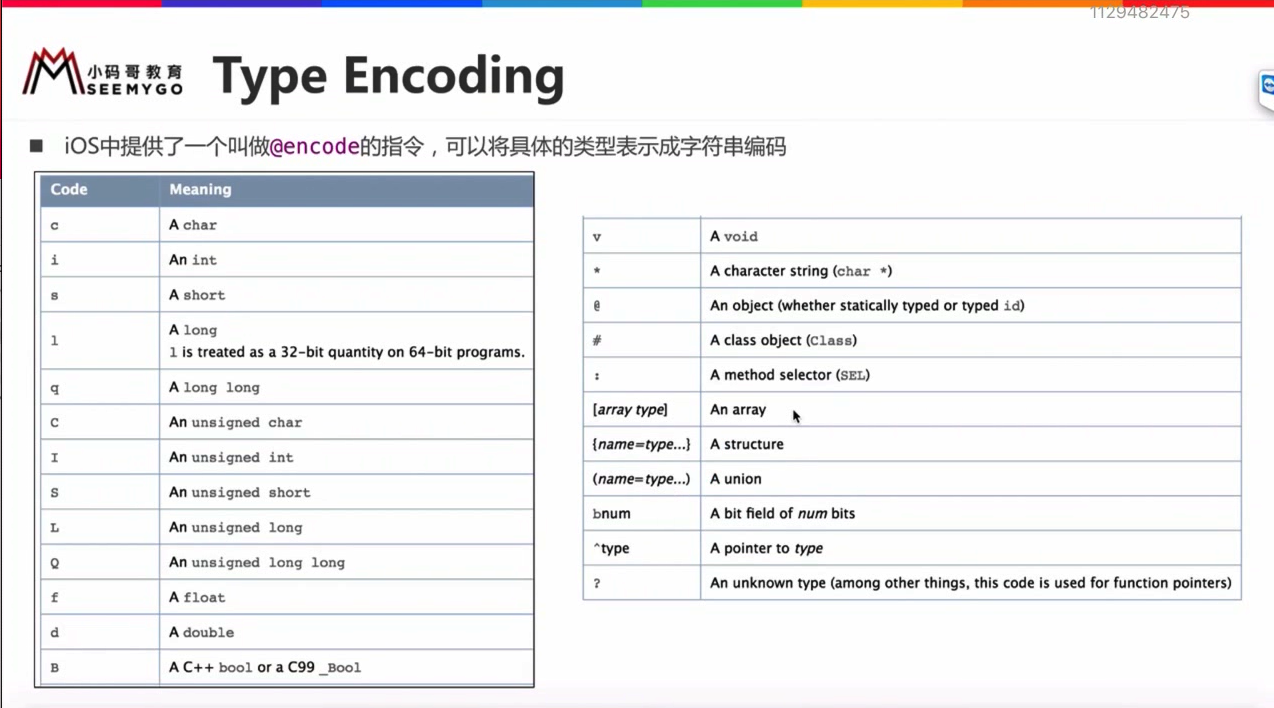 1129482475
小码哥教育
SEEMYGO
Type Encoding
■ iOS中提供了一个叫做@encode的指令，可以将具体的类型表示成字符串编码
Code Meaning
c A char
i An int
s A short
l A long
l is treated as a 32-bit quantity on 64-bit programs.
q A long long
C An unsigned char
I An unsigned int
S An unsigned short
L An unsigned long
Q An unsigned long long
f A float
d A double
B A C++ bool or a C99 _Bool
v A void
* A character string (char *)
@ An object (whether statically typed or typed id)
# A class object (Class)
: A method selector (SEL)
[array type] An array
{name=type...} A structure
(name=type...) A union
bnum A bit field of num bits
^type A pointer to type
? An unknown type (among other things, this code is used for function pointers)